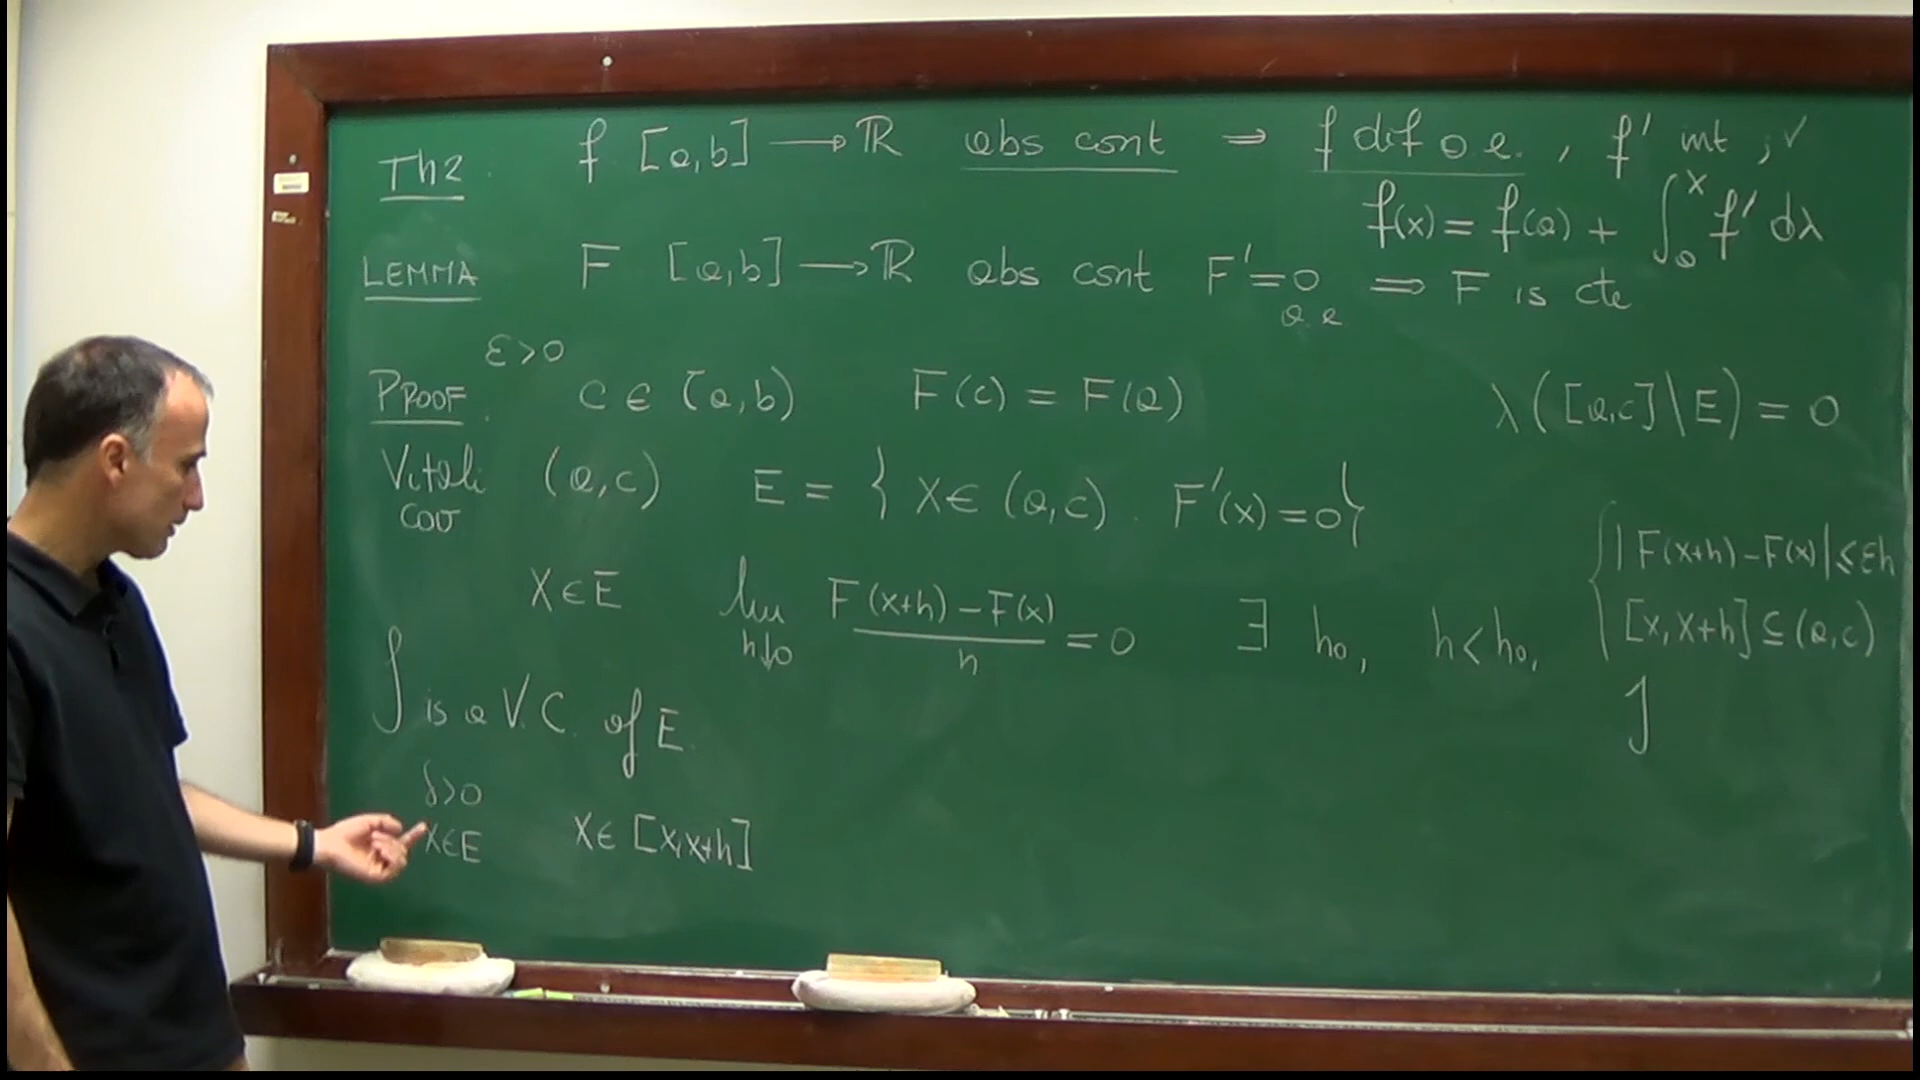 Th2. f [a,b] ⟶ ℝ abs cont ⇒ f dif a.e. , f' int ; ✓
f(x) = f(a) + ∫ₐˣ f' dλ
LEMMA F [a,b] ⟶ ℝ abs cont F' = 0 a.e ⟹ F is cte
ε>0
PROOF. c ∈ (a,b) F(c) = F(a) λ([a,c] \ E) = 0
Vitali cov (a,c) E = { x ∈ (a,c) F'(x) = 0 }
x ∈ E lim h↓0 F(x+h) - F(x) / h = 0 ∃ h₀, h < h₀, { |F(x+h) - F(x)| ≤ εh
[x, x+h] ⊆ (a,c)
J
J is a V.C. of E
δ>0
x∈E x ∈ [x,x+h]